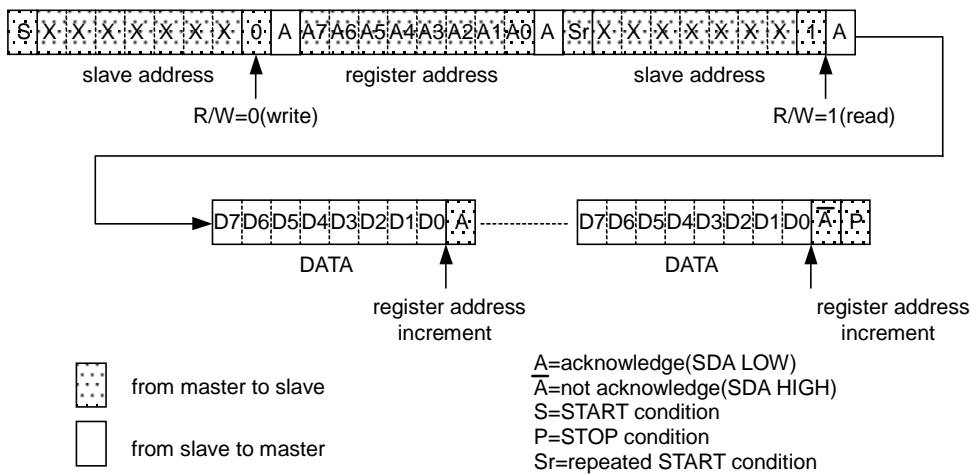 S X X X X X X X 0 A A7 A6 A5 A4 A3 A2 A1 A0 A Sr X X X X X X X 1 A
slave address register address slave address
R/W=0(write) R/W=1(read)
D7 D6 D5 D4 D3 D2 D1 D0 A D7 D6 D5 D4 D3 D2 D1 D0 A̅ P
DATA DATA
register address register address
increment increment
from master to slave
from slave to master
A=acknowledge(SDA LOW)
A̅=not acknowledge(SDA HIGH)
S=START condition
P=STOP condition
Sr=repeated START condition